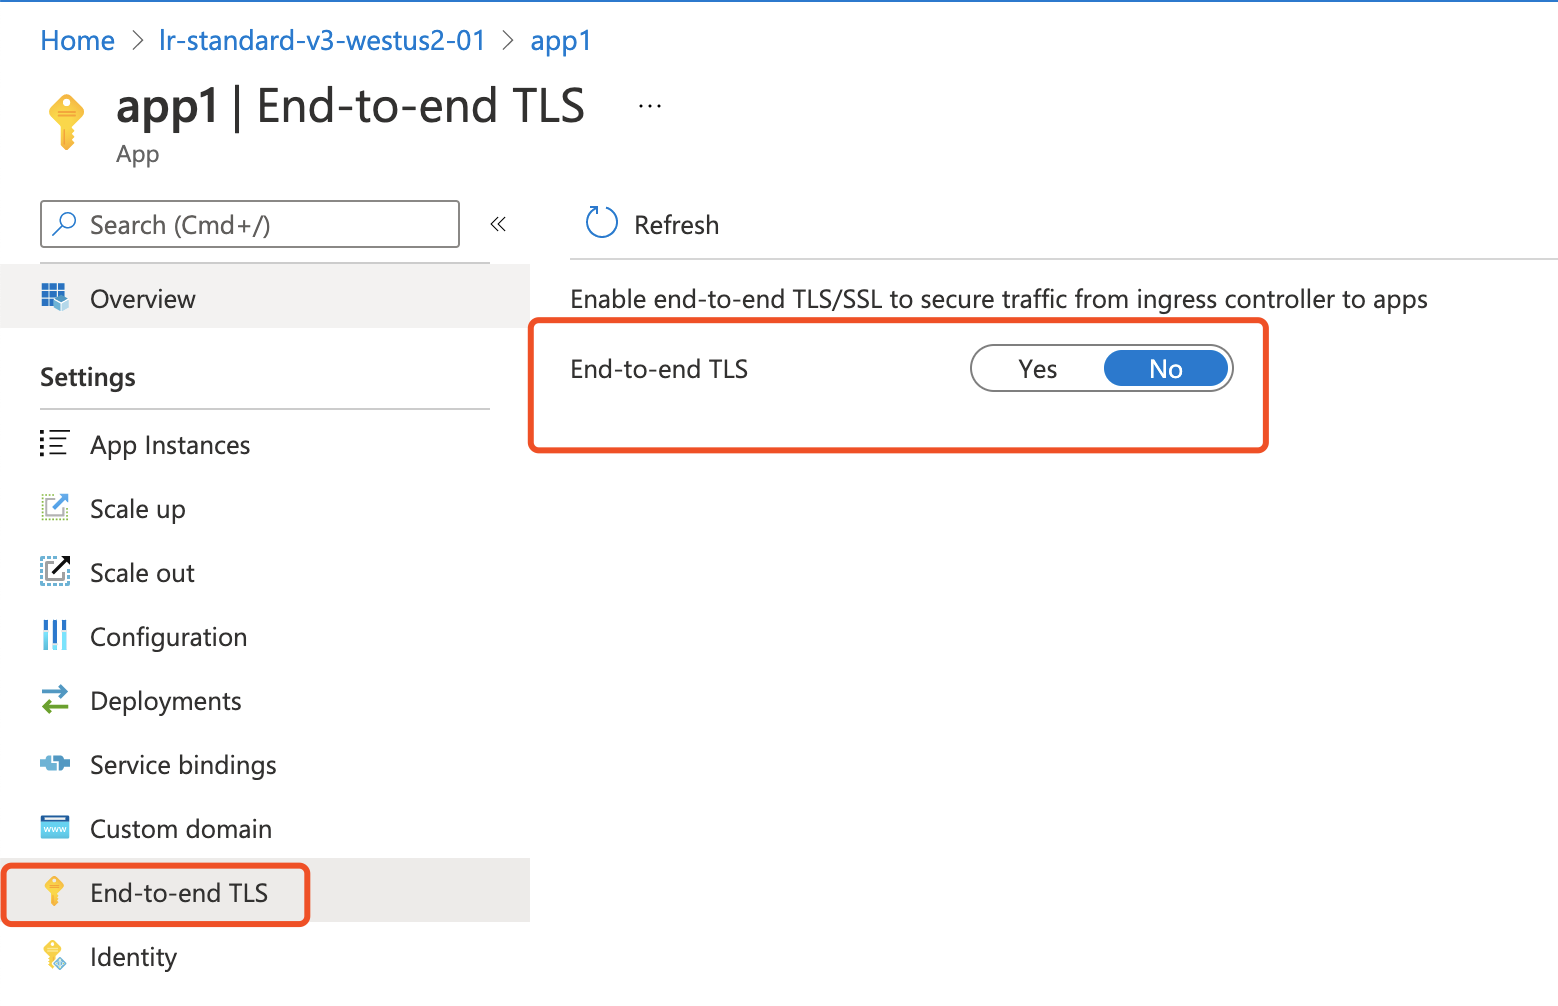 Home > lr-standard-v3-westus2-01 > app1
app1 | End-to-end TLS ...
App
Search (Cmd+/) «
Refresh
Overview
Enable end-to-end TLS/SSL to secure traffic from ingress controller to apps
End-to-end TLS Yes No
Settings
App Instances
Scale up
Scale out
Configuration
Deployments
Service bindings
www Custom domain
End-to-end TLS
Identity